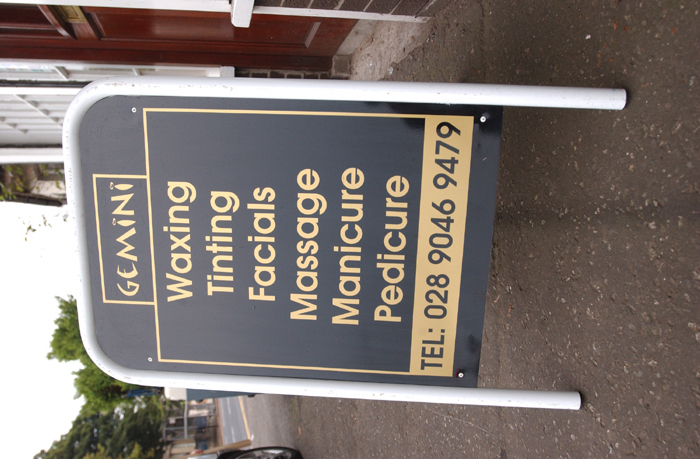 GEMINI
Waxing
Tinting
Facials
Massage
Manicure
Pedicure
TEL: 028 9046 9479